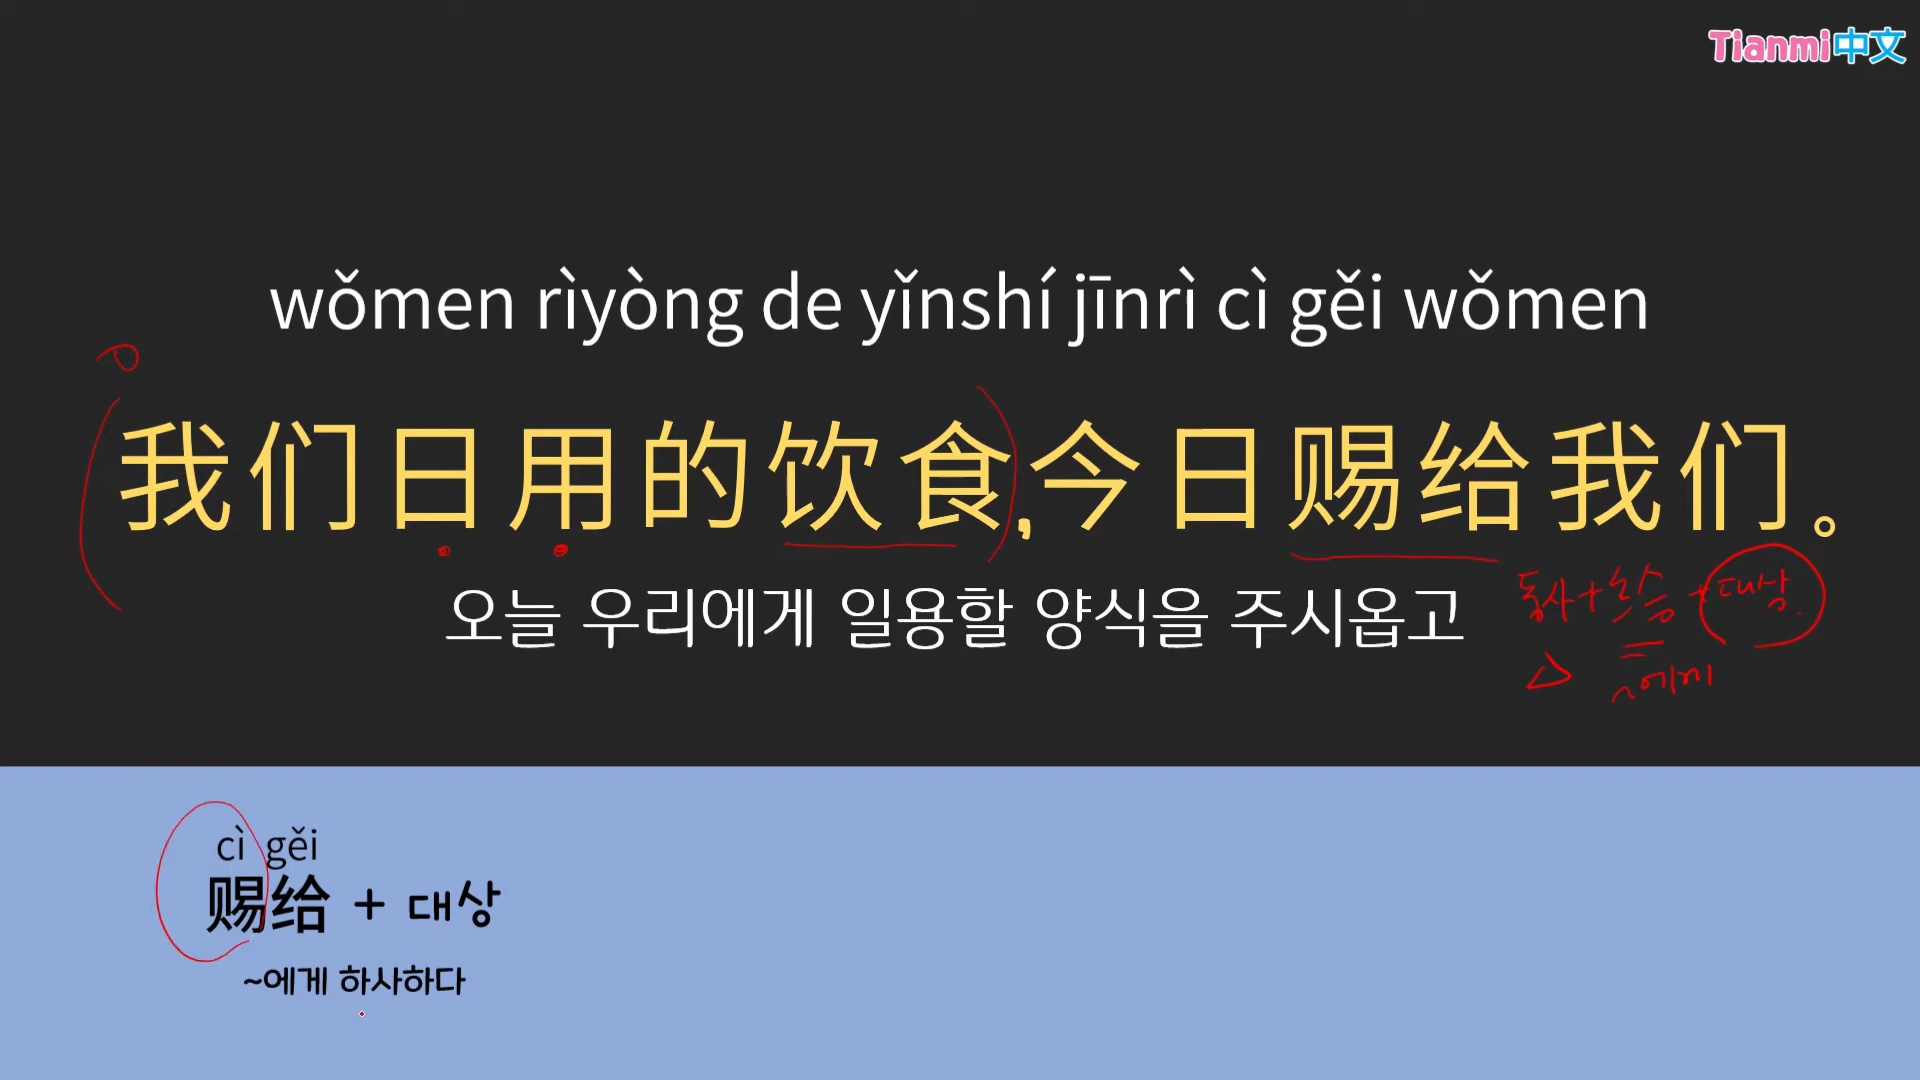 Tianmi中文
wǒmen rìyòng de yǐnshí jīnrì cì gěi wǒmen
我们日用的饮食,今日赐给我们。
오늘 우리에게 일용할 양식을 주시옵고
동사+给+대상
~에게
cì gěi
赐给 + 대상
~에게 하사하다